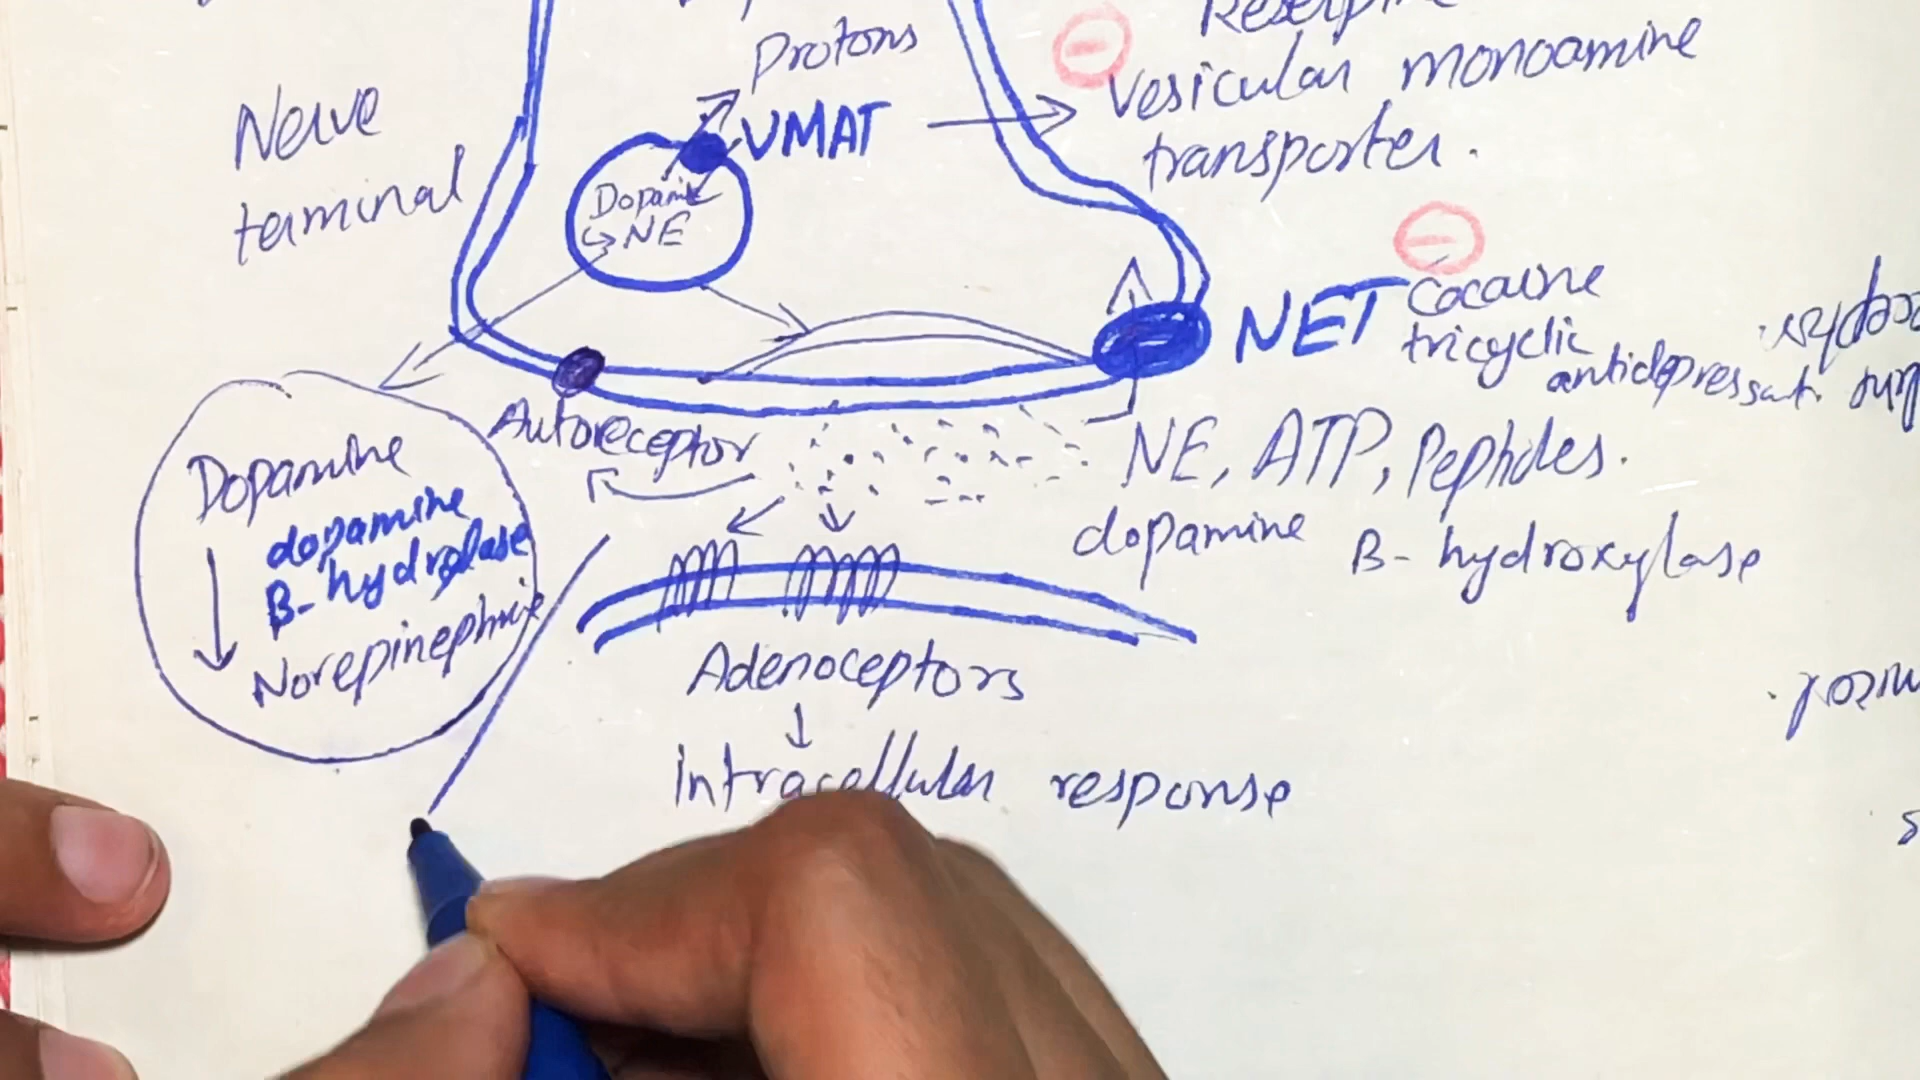 Protons
Reserpine
Nerve
terminal
VMAT
Vesicular monoamine
transporter.
Dopamine
NE
NET
Cocaine
tricyclic
antidepressant.
Autoreceptor
NE, ATP, Peptides.
dopamine B-hydroxylase
Dopamine
dopamine
B-hydrolase
Norepinephrine
Adenoceptors
intracellular response